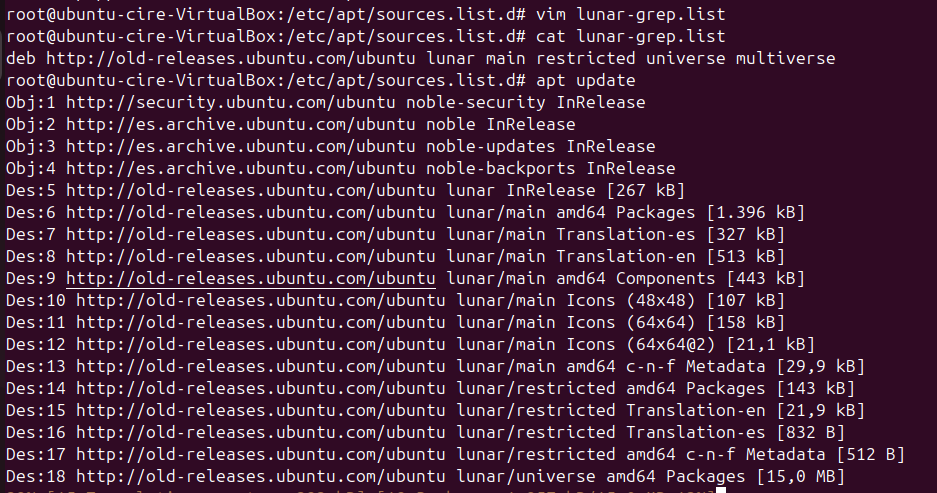 root@ubuntu-cire-VirtualBox:/etc/apt/sources.list.d# vim lunar-grep.list
root@ubuntu-cire-VirtualBox:/etc/apt/sources.list.d# cat lunar-grep.list
deb http://old-releases.ubuntu.com/ubuntu lunar main restricted universe multiverse
root@ubuntu-cire-VirtualBox:/etc/apt/sources.list.d# apt update
Obj:1 http://security.ubuntu.com/ubuntu noble-security InRelease
Obj:2 http://es.archive.ubuntu.com/ubuntu noble InRelease
Obj:3 http://es.archive.ubuntu.com/ubuntu noble-updates InRelease
Obj:4 http://es.archive.ubuntu.com/ubuntu noble-backports InRelease
Des:5 http://old-releases.ubuntu.com/ubuntu lunar InRelease [267 kB]
Des:6 http://old-releases.ubuntu.com/ubuntu lunar/main amd64 Packages [1.396 kB]
Des:7 http://old-releases.ubuntu.com/ubuntu lunar/main Translation-es [327 kB]
Des:8 http://old-releases.ubuntu.com/ubuntu lunar/main Translation-en [513 kB]
Des:9 http://old-releases.ubuntu.com/ubuntu lunar/main amd64 Components [443 kB]
Des:10 http://old-releases.ubuntu.com/ubuntu lunar/main Icons (48x48) [107 kB]
Des:11 http://old-releases.ubuntu.com/ubuntu lunar/main Icons (64x64) [158 kB]
Des:12 http://old-releases.ubuntu.com/ubuntu lunar/main Icons (64x64@2) [21,1 kB]
Des:13 http://old-releases.ubuntu.com/ubuntu lunar/main amd64 c-n-f Metadata [29,9 kB]
Des:14 http://old-releases.ubuntu.com/ubuntu lunar/restricted amd64 Packages [143 kB]
Des:15 http://old-releases.ubuntu.com/ubuntu lunar/restricted Translation-en [21,9 kB]
Des:16 http://old-releases.ubuntu.com/ubuntu lunar/restricted Translation-es [832 B]
Des:17 http://old-releases.ubuntu.com/ubuntu lunar/restricted amd64 c-n-f Metadata [512 B]
Des:18 http://old-releases.ubuntu.com/ubuntu lunar/universe amd64 Packages [15,0 MB]